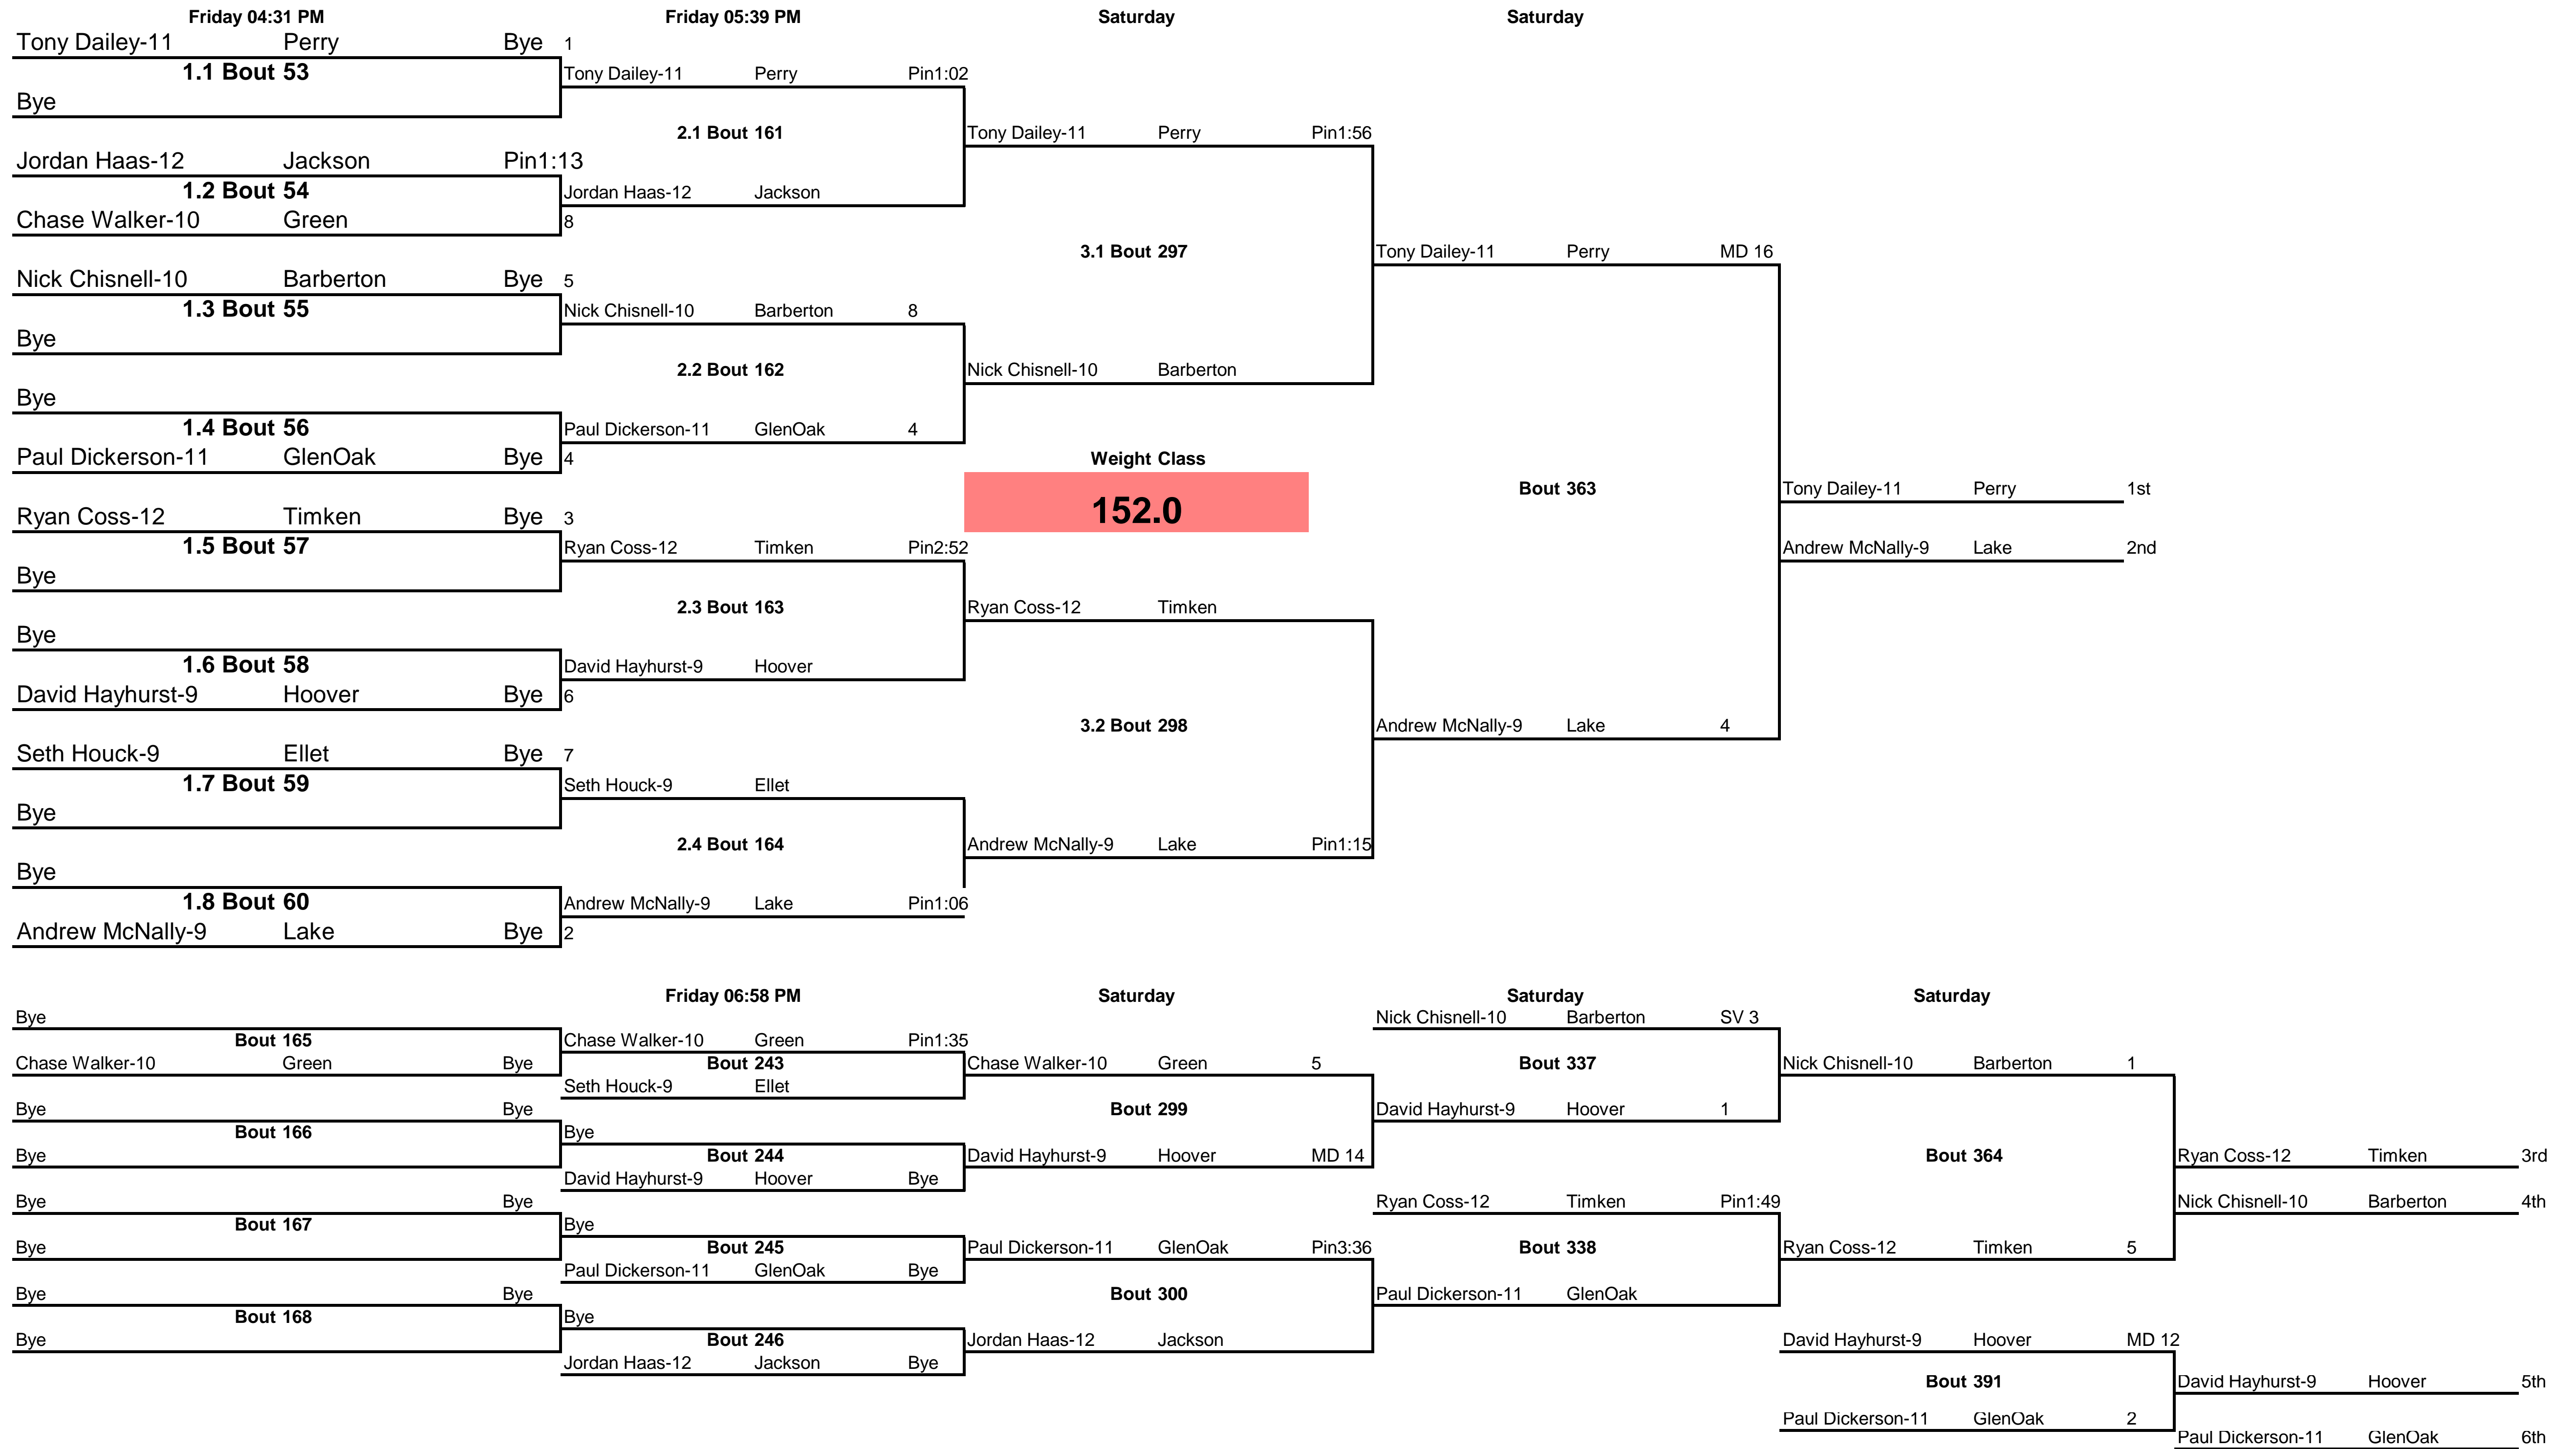 Friday 04:31 PM Friday 05:39 PM Saturday Saturday
Tony Dailey-11 Perry Bye 1
1.1 Bout 53
Tony Dailey-11 Perry Pin1:02
Bye
2.1 Bout 161
Tony Dailey-11 Perry Pin1:56
Jordan Haas-12 Jackson Pin1:13
1.2 Bout 54
Jordan Haas-12 Jackson
Chase Walker-10 Green 8
3.1 Bout 297
Tony Dailey-11 Perry MD 16
Nick Chisnell-10 Barberton Bye 5
1.3 Bout 55
Nick Chisnell-10 Barberton 8
Bye
2.2 Bout 162
Nick Chisnell-10 Barberton
Bye
1.4 Bout 56
Paul Dickerson-11 GlenOak 4
Paul Dickerson-11 GlenOak Bye 4
Weight Class
152.0
Bout 363
Tony Dailey-11 Perry 1st
Ryan Coss-12 Timken Bye 3
1.5 Bout 57
Ryan Coss-12 Timken Pin2:52
Andrew McNally-9 Lake 2nd
Bye
2.3 Bout 163
Ryan Coss-12 Timken
Bye
1.6 Bout 58
David Hayhurst-9 Hoover
David Hayhurst-9 Hoover Bye 6
3.2 Bout 298
Andrew McNally-9 Lake 4
Seth Houck-9 Ellet Bye 7
1.7 Bout 59
Seth Houck-9 Ellet
Bye
2.4 Bout 164
Andrew McNally-9 Lake Pin1:15
Bye
1.8 Bout 60
Andrew McNally-9 Lake Pin1:06
Andrew McNally-9 Lake Bye 2
Friday 06:58 PM Saturday Saturday Saturday
Bye
Nick Chisnell-10 Barberton SV 3
Bout 165
Chase Walker-10 Green Pin1:35
Chase Walker-10 Green Bye
Bout 243
Chase Walker-10 Green 5
Bout 337
Nick Chisnell-10 Barberton 1
Seth Houck-9 Ellet
Bye Bye
Bout 299
David Hayhurst-9 Hoover 1
Bout 166
Bye
Bye
Bout 244
David Hayhurst-9 Hoover MD 14
Bout 364
Ryan Coss-12 Timken 3rd
David Hayhurst-9 Hoover Bye
Bye Bye
Ryan Coss-12 Timken Pin1:49
Nick Chisnell-10 Barberton 4th
Bout 167
Bye
Bye
Bout 245
Paul Dickerson-11 GlenOak Pin3:36
Bout 338
Ryan Coss-12 Timken 5
Paul Dickerson-11 GlenOak Bye
Bye Bye
Bout 300
Paul Dickerson-11 GlenOak
Bout 168
Bye
Bye
Bout 246
Jordan Haas-12 Jackson
David Hayhurst-9 Hoover MD 12
Jordan Haas-12 Jackson Bye
Bout 391
David Hayhurst-9 Hoover 5th
Paul Dickerson-11 GlenOak 2
Paul Dickerson-11 GlenOak 6th